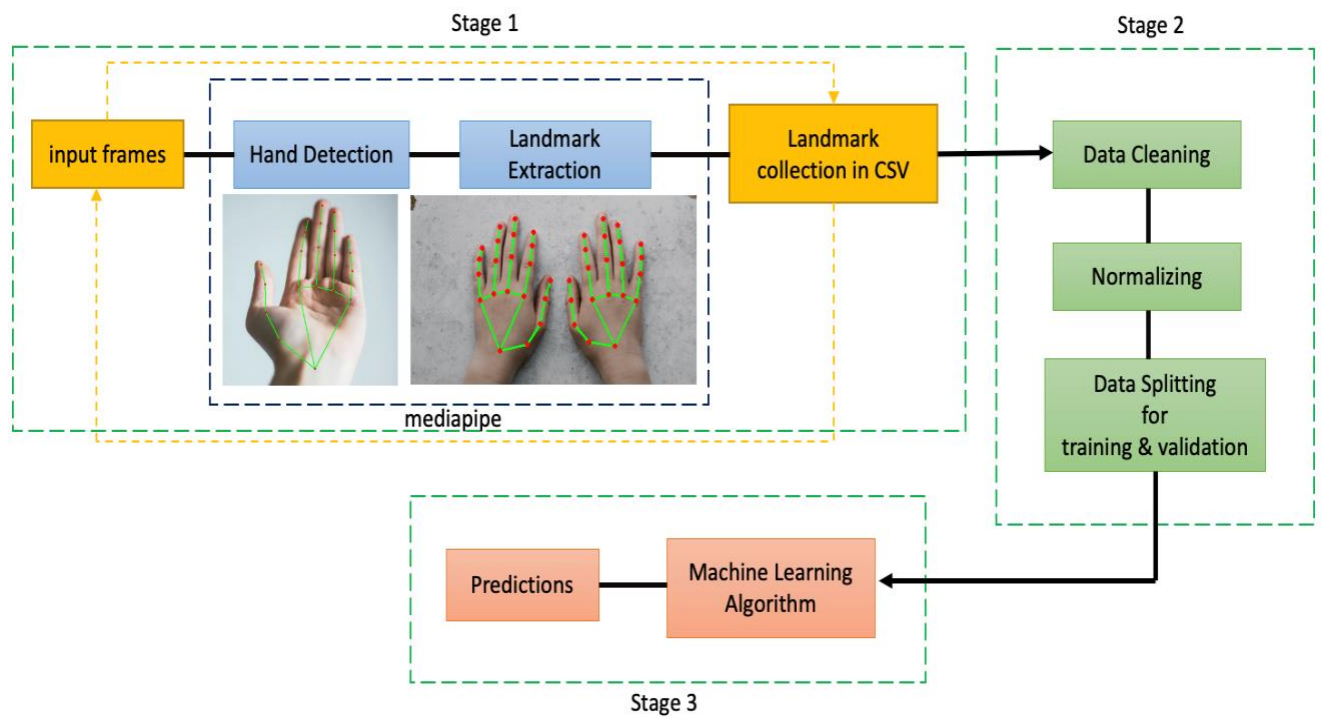 Stage 1
Stage 2
input frames
Hand Detection
Landmark
Extraction
Landmark
collection in CSV
Data Cleaning
Normalizing
Data Splitting
for
training & validation
mediapipe
Predictions
Machine Learning
Algorithm
Stage 3